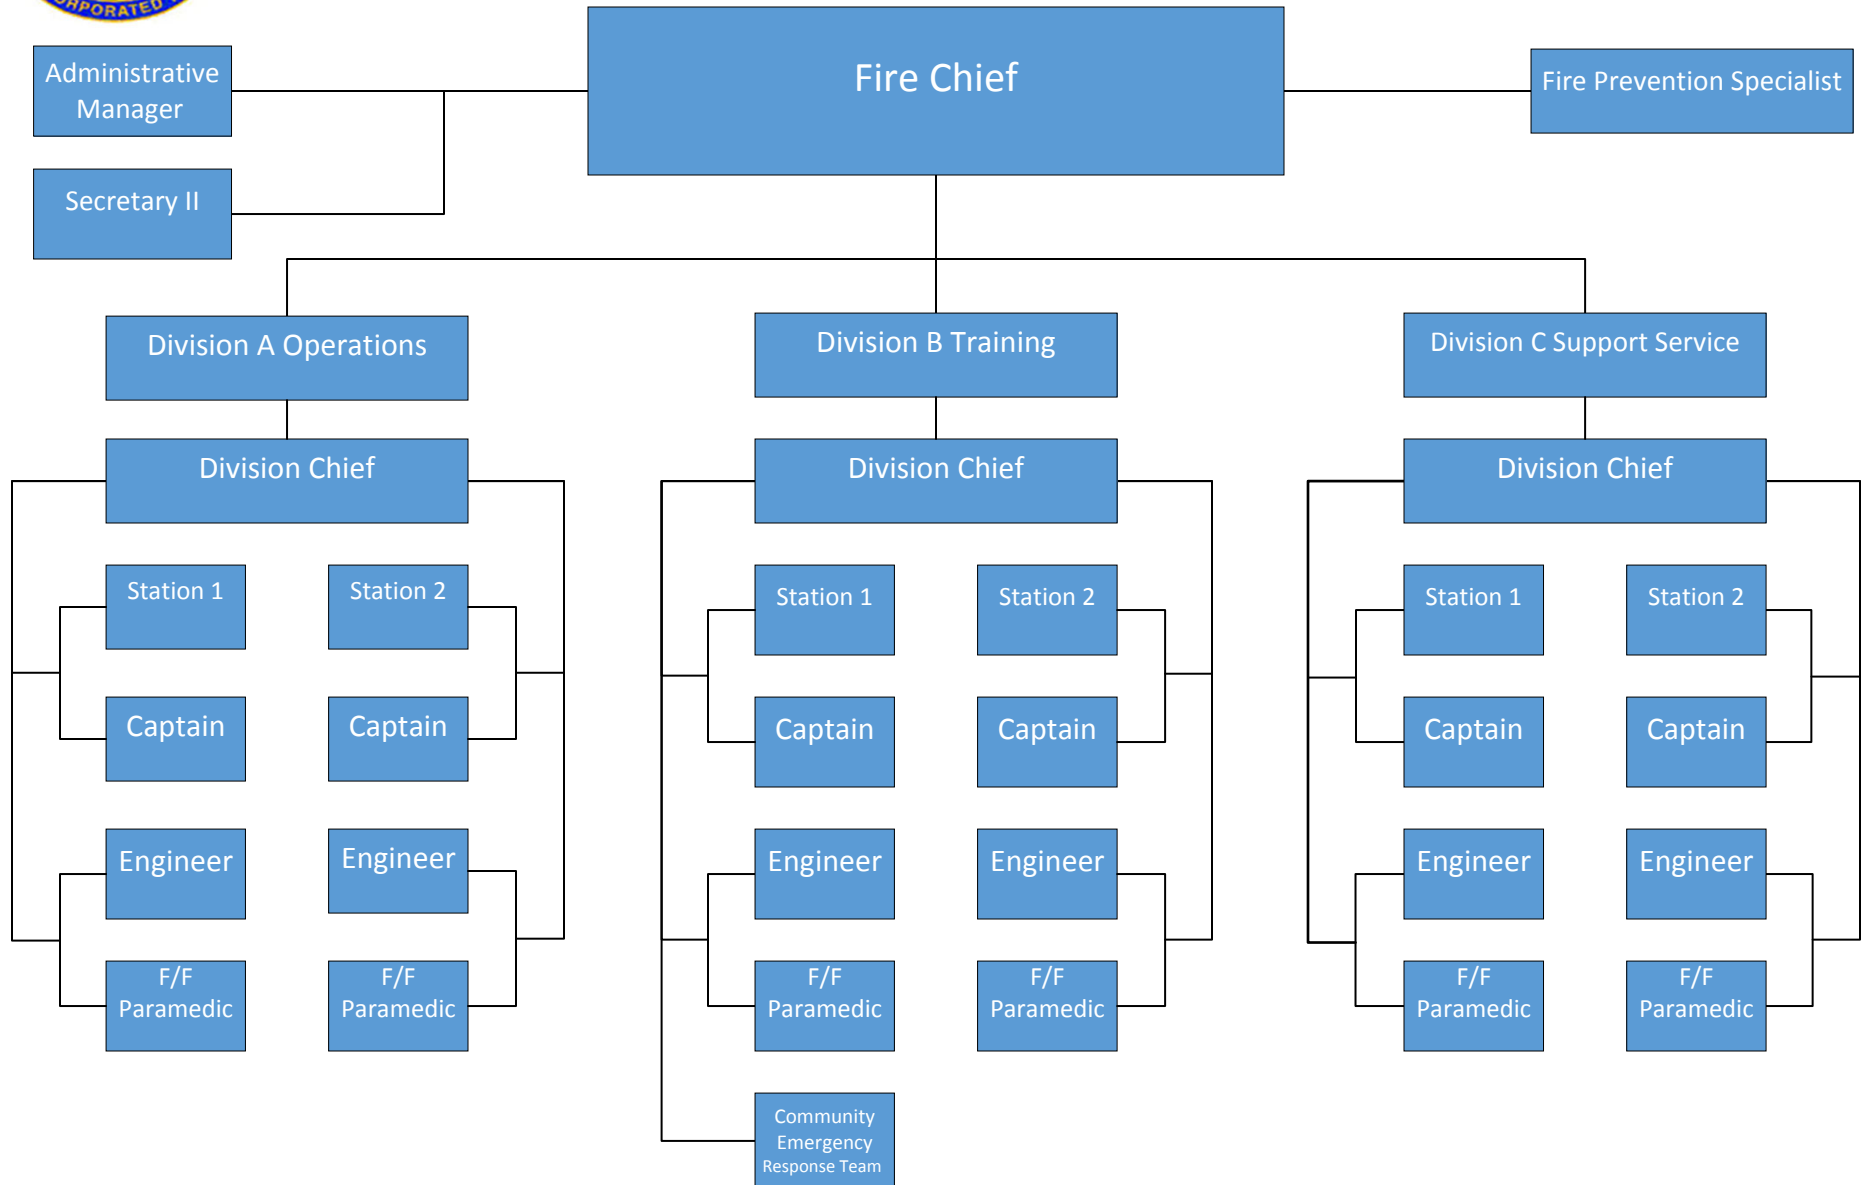 ORPORATED
Fire Chief
Administrative
Manager
Fire Prevention Specialist
Secretary II
Division A Operations
Division B Training
Division C Support Service
Division Chief
Division Chief
Division Chief
Station 1
Station 2
Station 1
Station 2
Station 1
Station 2
Captain
Captain
Captain
Captain
Captain
Captain
Engineer
Engineer
Engineer
Engineer
Engineer
Engineer
F/F
Paramedic
F/F
Paramedic
F/F
Paramedic
F/F
Paramedic
F/F
Paramedic
F/F
Paramedic
Community
Emergency
Response Team